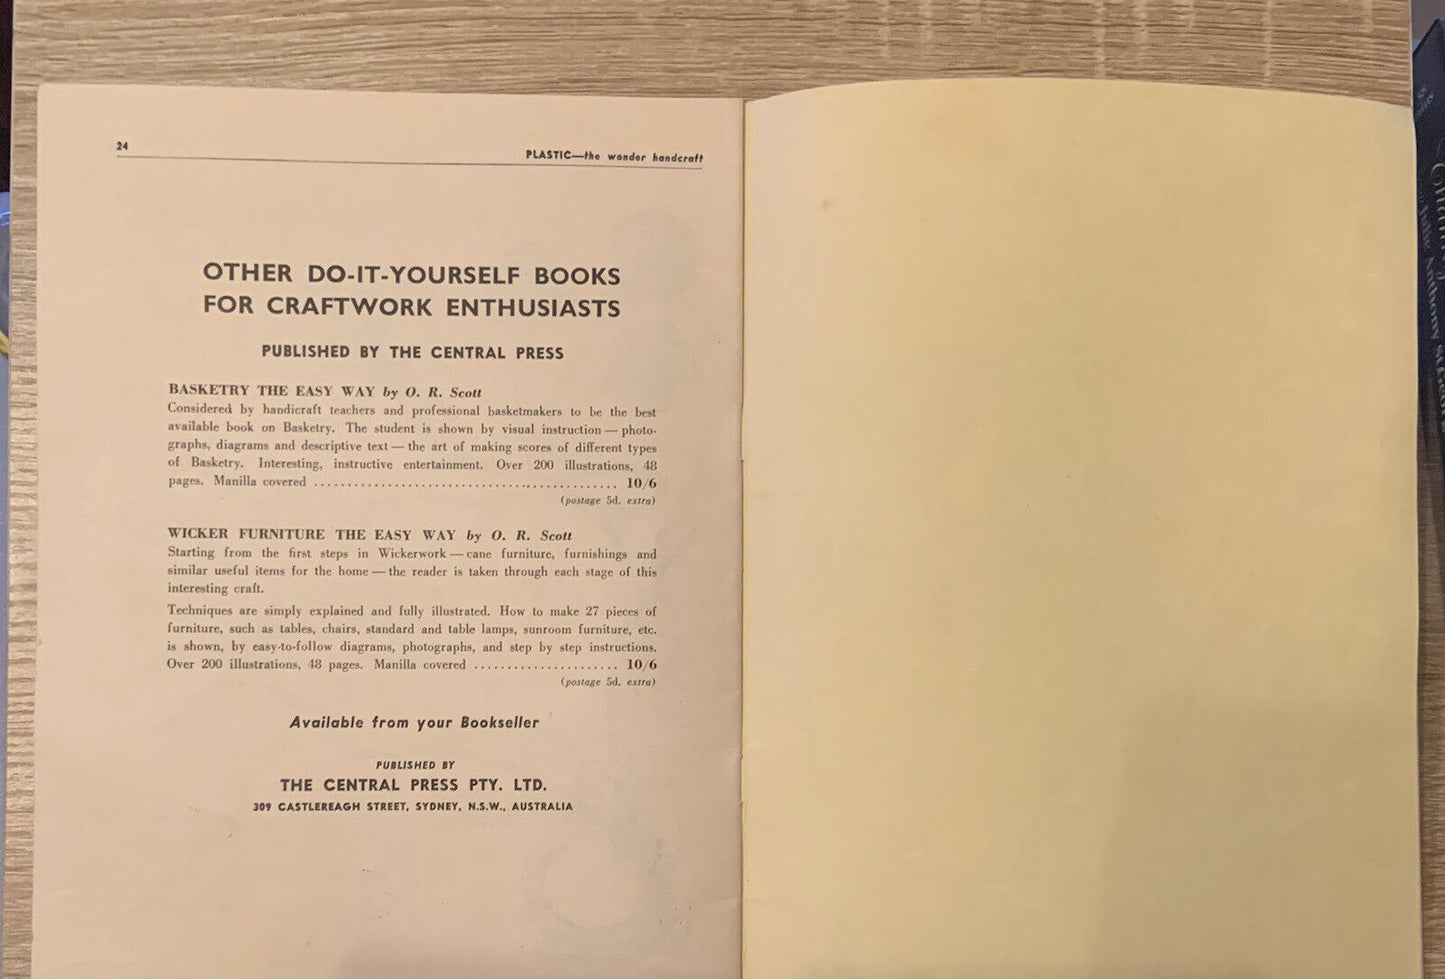 24
PLASTIC—the wonder handcraft
OTHER DO-IT-YOURSELF BOOKS
FOR CRAFTWORK ENTHUSIASTS
PUBLISHED BY THE CENTRAL PRESS
BASKETRY THE EASY WAY by O. R. Scott
Considered by handicraft teachers and professional basketmakers to be the best
available book on Basketry. The student is shown by visual instruction — photo-
graphs, diagrams and descriptive text — the art of making scores of different types
of Basketry. Interesting, instructive entertainment. Over 200 illustrations, 48
pages. Manilla covered .............................................. 10/6
(postage 5d. extra)
WICKER FURNITURE THE EASY WAY by O. R. Scott
Starting from the first steps in Wickerwork — cane furniture, furnishings and
similar useful items for the home — the reader is taken through each stage of this
interesting craft.
Techniques are simply explained and fully illustrated. How to make 27 pieces of
furniture, such as tables, chairs, standard and table lamps, sunroom furniture, etc.
is shown, by easy-to-follow diagrams, photographs, and step by step instructions.
Over 200 illustrations, 48 pages. Manilla covered ...................... 10/6
(postage 5d. extra)
Available from your Bookseller
PUBLISHED BY
THE CENTRAL PRESS PTY. LTD.
309 CASTLEREAGH STREET, SYDNEY, N.S.W., AUSTRALIA
Anthony